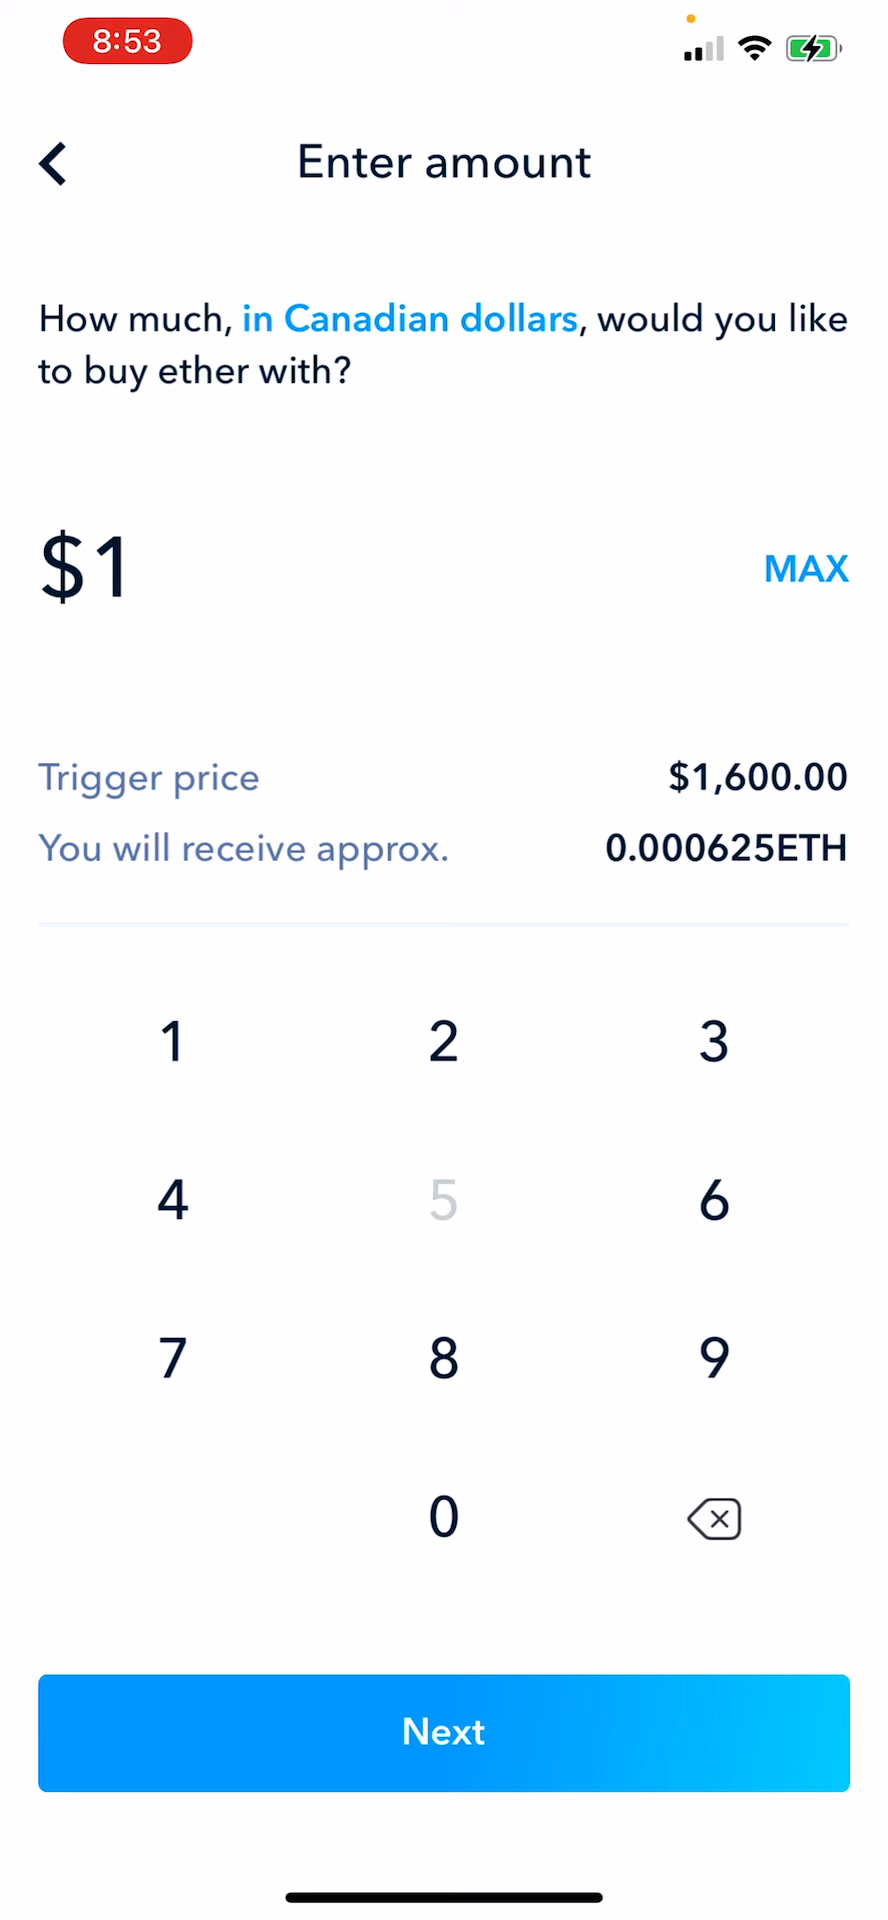 8:53
Enter amount
How much, in Canadian dollars, would you like
to buy ether with?
$1
MAX
Trigger price $1,600.00
You will receive approx. 0.000625ETH
1 2 3
4 5 6
7 8 9
0
Next